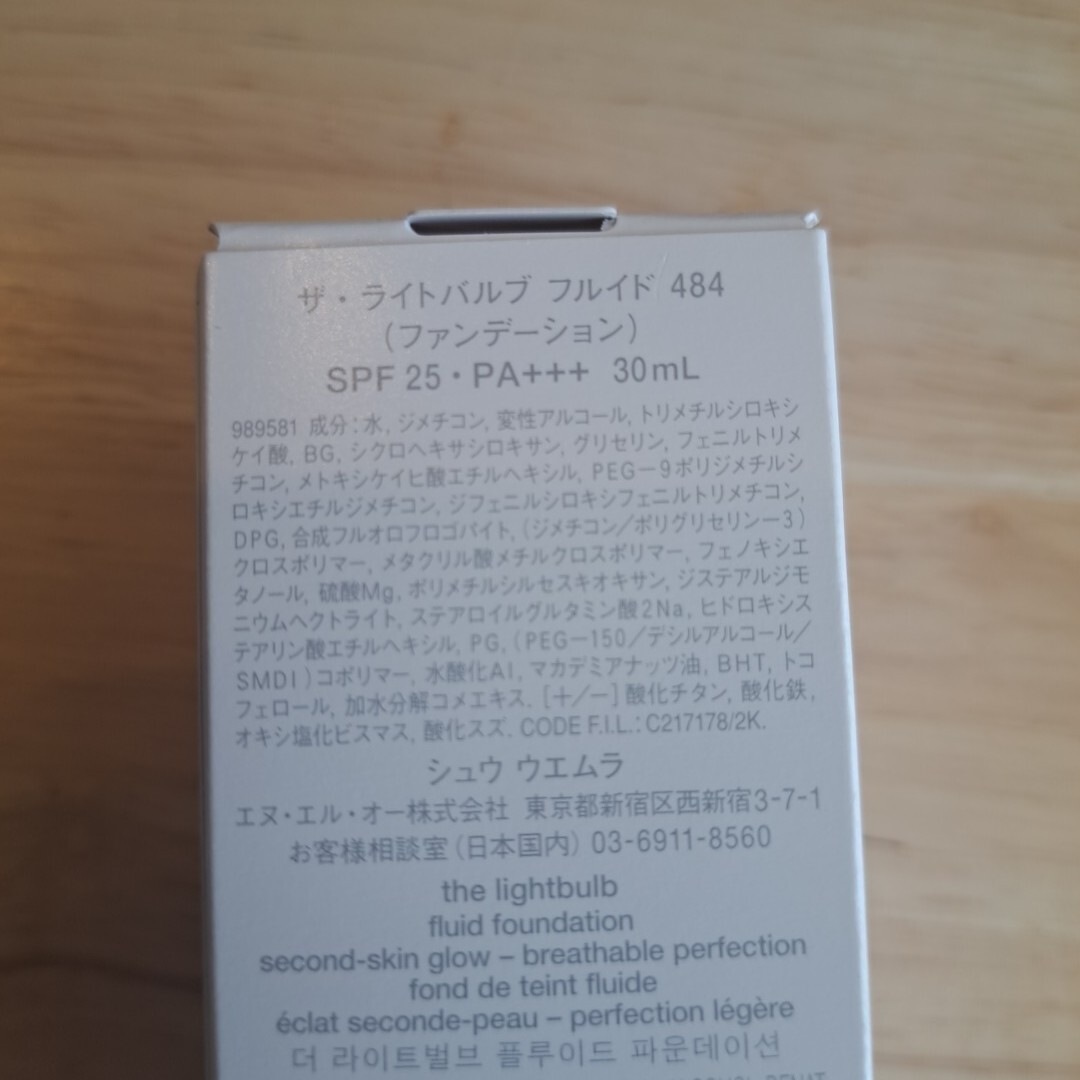 ザ・ライトバルブ フルイド 484
(ファンデーション)
SPF 25・PA+++ 30mL
989581 成分：水, ジメチコン, 変性アルコール, トリメチルシロキシ
ケイ酸, BG, シクロヘキサシロキサン, グリセリン, フェニルトリメ
チコン, メトキシケイヒ酸エチルヘキシル, PEG－9ポリジメチルシ
ロキシエチルジメチコン, ジフェニルシロキシフェニルトリメチコン,
DPG, 合成フルオロフロゴパイト, (ジメチコン／ポリグリセリン－3)
クロスポリマー, メタクリル酸メチルクロスポリマー, フェノキシエ
タノール, 硫酸Mg, ポリメチルシルセスキオキサン, ジステアルジモ
ニウムヘクトライト, ステアロイルグルタミン酸2Na, ヒドロキシス
テアリン酸エチルヘキシル, PG, (PEG－150／デシルアルコール／
SMDI)コポリマー, 水酸化Al, マカデミアナッツ油, BHT, トコ
フェロール, 加水分解コメエキス. [＋／－]酸化チタン, 酸化鉄,
オキシ塩化ビスマス, 酸化スズ. CODE F.I.L.: C217178/2K.
シュウ ウエムラ
エヌ・エル・オー株式会社 東京都新宿区西新宿3-7-1
お客様相談室 (日本国内) 03-6911-8560
the lightbulb
fluid foundation
second-skin glow – breathable perfection
fond de teint fluide
éclat seconde-peau – perfection légère
더 라이트벌브 플루이드 파운데이션